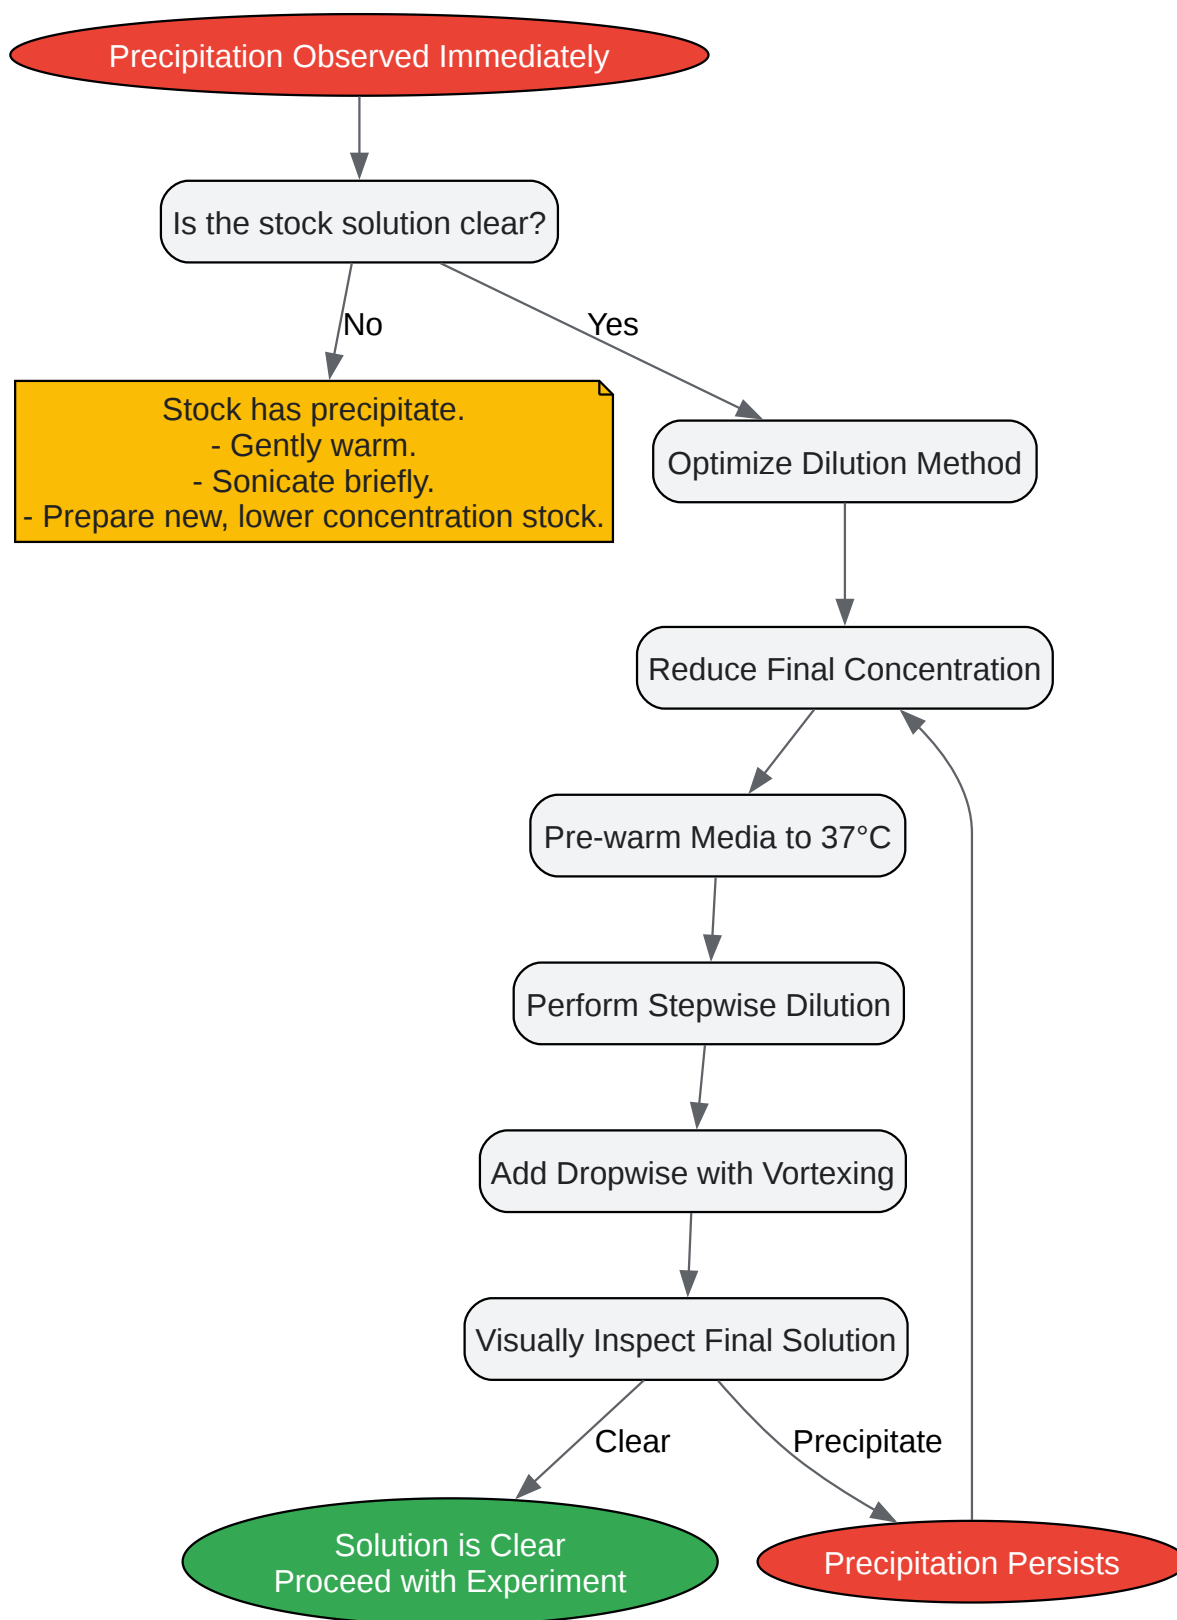 Precipitation Observed Immediately
Is the stock solution clear?
No
Yes
Stock has precipitate.
- Gently warm.
- Sonicate briefly.
- Prepare new, lower concentration stock.
Optimize Dilution Method
Reduce Final Concentration
Pre-warm Media to 37°C
Perform Stepwise Dilution
Add Dropwise with Vortexing
Visually Inspect Final Solution
Clear
Precipitate
Solution is Clear
Proceed with Experiment
Precipitation Persists